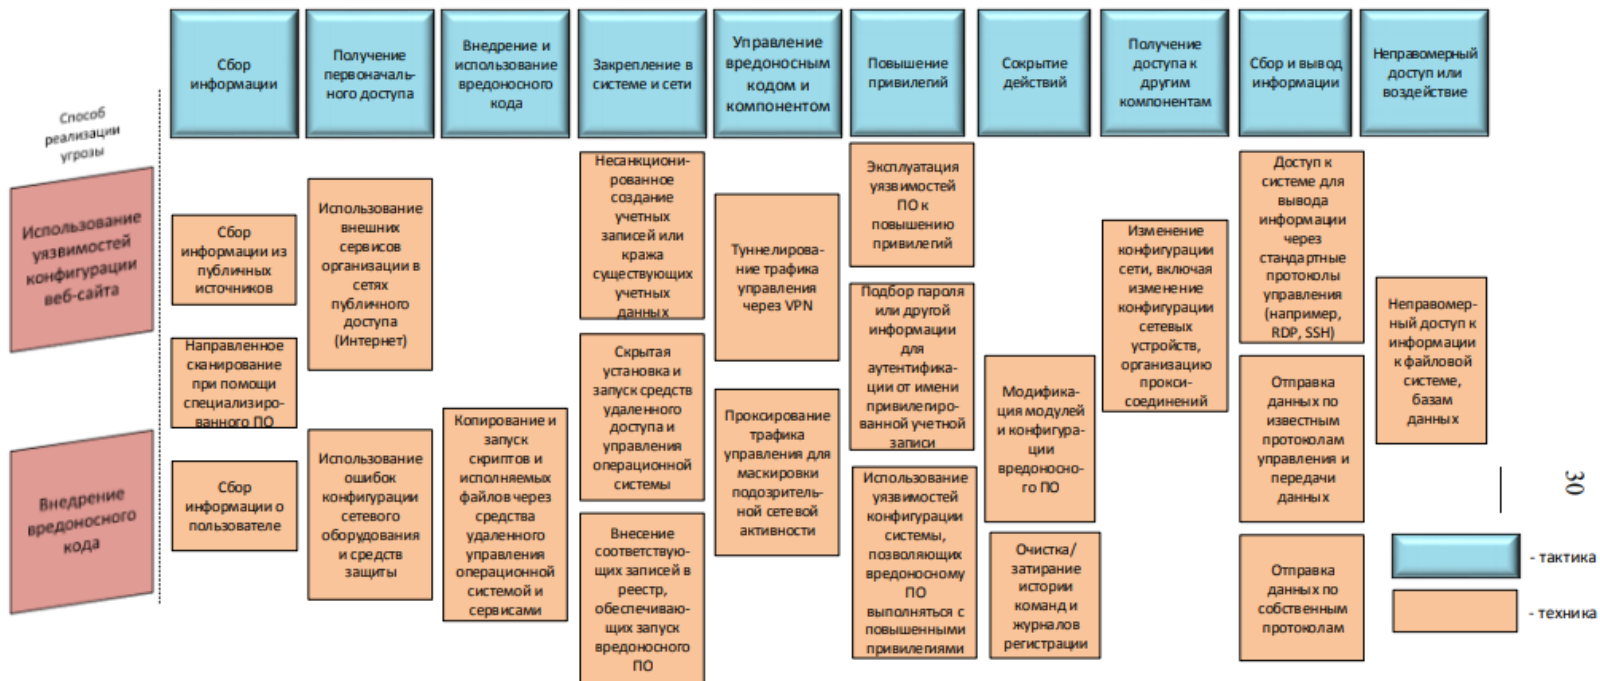 Сбор
информации
Получение
первоначаль-
ного доступа
Внедрение и
использование
вредоносного
кода
Закрепление в
системе и сети
Управление
вредоносным
кодом и
компонентом
Повышение
привилегий
Сокрытие
действий
Получение
доступа к
другим
компонентам
Сбор и вывод
информации
Неправомерный
доступ или
воздействие
Способ
реализации
угрозы
Использование
уязвимостей
конфигурации
веб-сайта
Внедрение
вредоносного
кода
Сбор
информации из
публичных
источников
Направленное
сканирование
при помощи
специализиро-
ванного ПО
Сбор
информации о
пользователе
Использование
внешних
сервисов
организации в
сетях
публичного
доступа
(Интернет)
Использование
ошибок
конфигурации
сетевого
оборудования
и средств
защиты
Копирование и
запуск
скриптов и
исполняемых
файлов через
средства
удаленного
управления
операционной
системой и
сервисами
Несанкциони-
рованное
создание
учетных
записей или
кража
существующих
учетных
данных
Скрытая
установка и
запуск средств
удаленного
доступа и
управления
операционной
системы
Внесение
соответствую-
щих записей в
реестр,
обеспечиваю-
щих запуск
вредоносного
ПО
Туннелирова-
ние трафика
управления
через VPN
Проксирование
трафика
управления для
маскировки
подозритель-
ной сетевой
активности
Эксплуатация
уязвимостей
ПО к
повышению
привилегий
Подбор пароля
или другой
информации
для
аутентифика-
ции от имени
привилегиро-
ванной учетной
записи
Использование
уязвимостей
конфигурации
системы,
позволяющих
вредоносному
ПО
выполняться с
повышенными
привилегиями
Модифика-
ция модулей
и конфигура-
ции
вредоносно-
го ПО
Очистка/
затирание
истории
команд и
журналов
регистрации
Изменение
конфигурации
сети, включая
изменение
конфигурации
сетевых
устройств,
организацию
прокси-
соединений
Доступ к
системе для
вывода
информации
через
стандартные
протоколы
управления
(например,
RDP, SSH)
Отправка
данных по
известным
протоколам
управления и
передачи
данных
Отправка
данных по
собственным
протоколам
Неправомер-
ный доступ к
информации
к файловой
системе,
базам
данных
30
- тактика
- техника